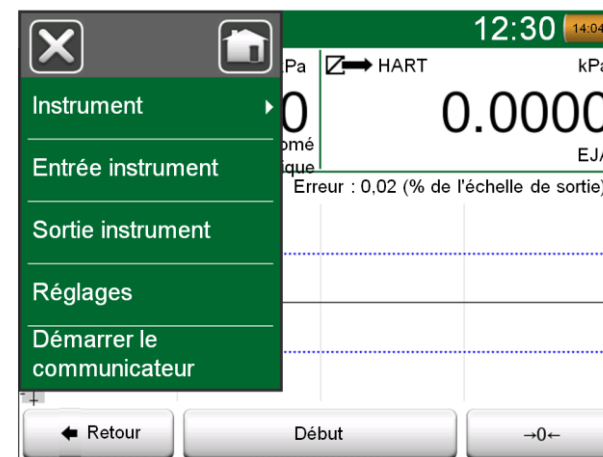 12:30 14:04
Pa HART kPa
0 0.0000
omé
ique EJA
Erreur : 0,02 (% de l'échelle de sortie)
Instrument
Entrée instrument
Sortie instrument
Réglages
Démarrer le
communicateur
Retour Début →0←